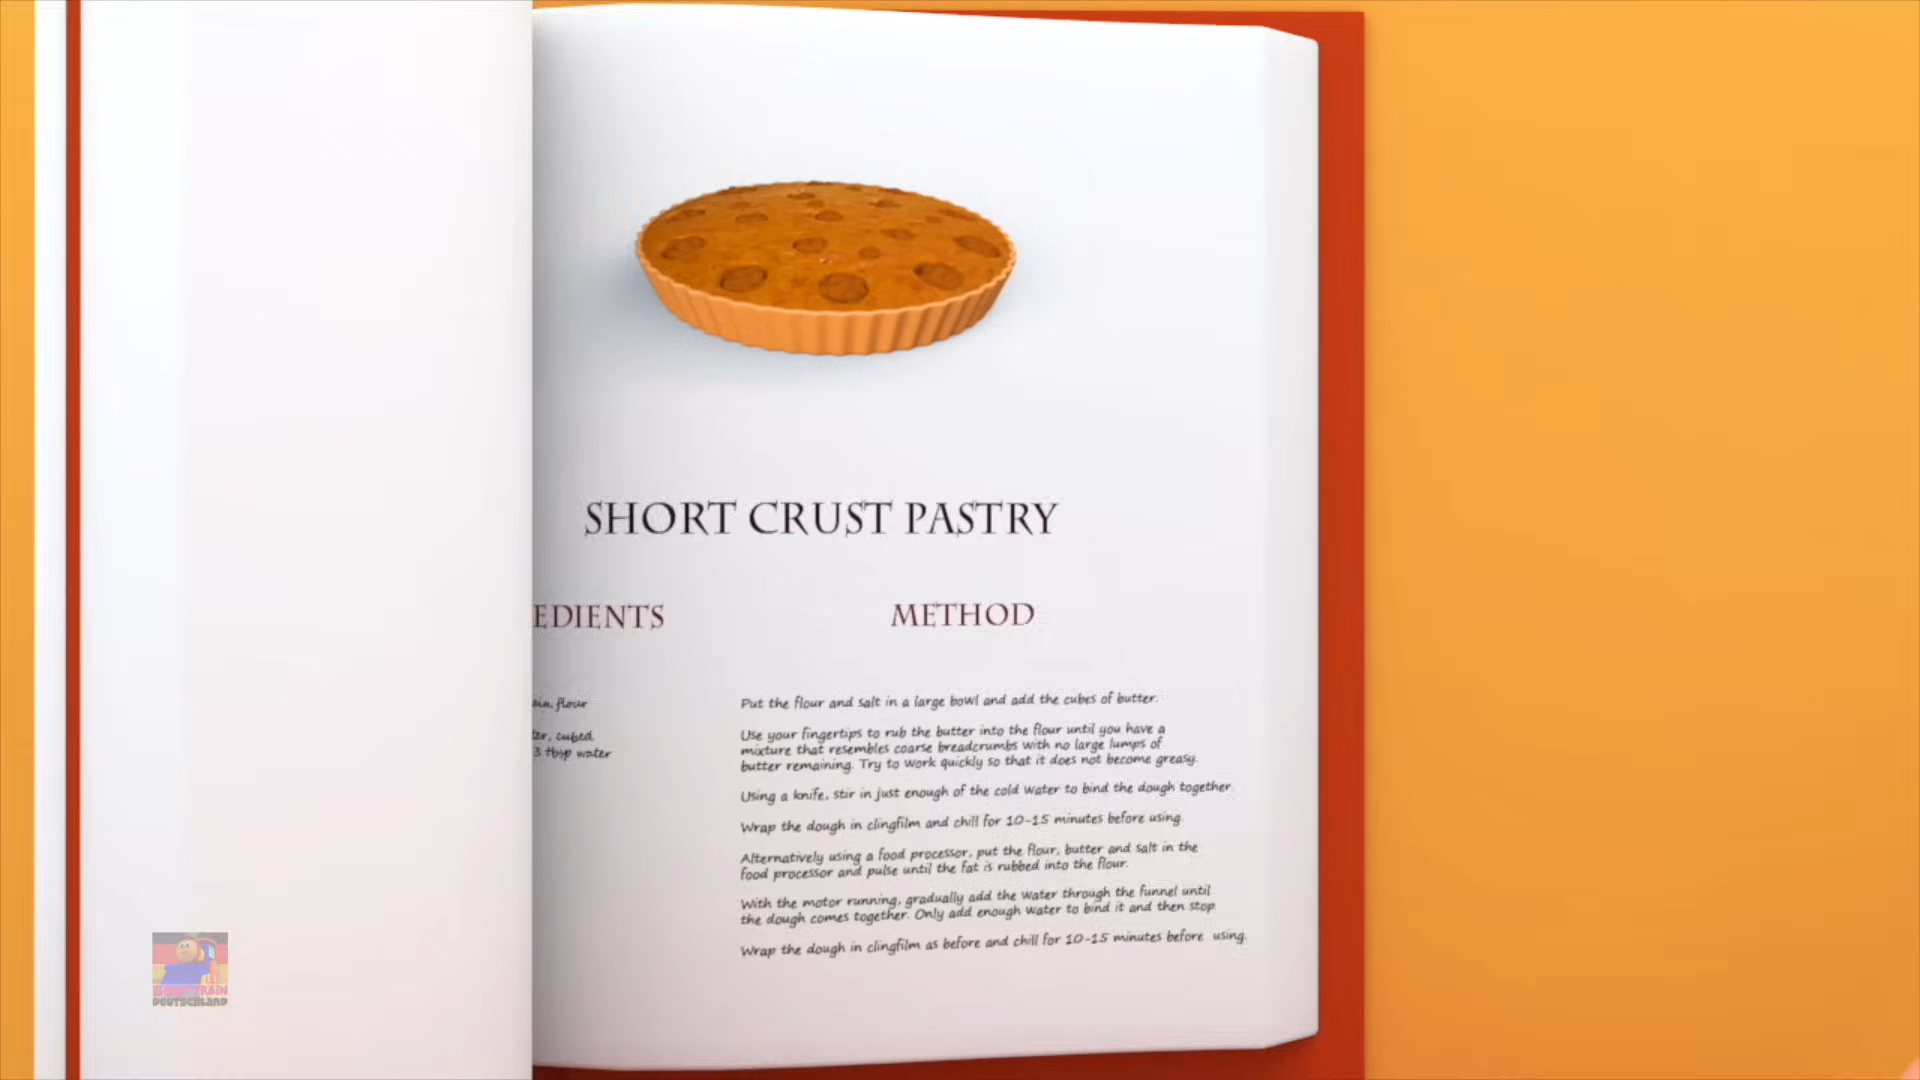 SHORT CRUST PASTRY
EDIENTS
METHOD
ain flour
ter, cubed
3 tbsp water
Put the flour and salt in a large bowl and add the cubes of butter.
Use your fingertips to rub the butter into the flour until you have a
mixture that resembles coarse breadcrumbs with no large lumps of
butter remaining. Try to work quickly so that it does not become greasy.
Using a knife, stir in just enough of the cold water to bind the dough together.
Wrap the dough in clingfilm and chill for 10-15 minutes before using.
Alternatively using a food processor, put the flour, butter and salt in the
food processor and pulse until the fat is rubbed into the flour.
With the motor running, gradually add the water through the funnel until
the dough comes together. Only add enough water to bind it and then stop
Wrap the dough in clingfilm as before and chill for 10-15 minutes before using.
BOB TRAIN
DEUTSCHLAND